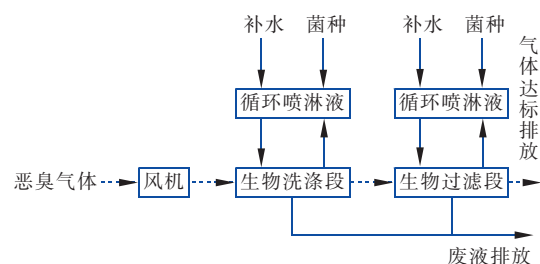 补水
菌种
补水
菌种
循环喷淋液
循环喷淋液
气体达标排放
恶臭气体
风机
生物洗涤段
生物过滤段
废液排放